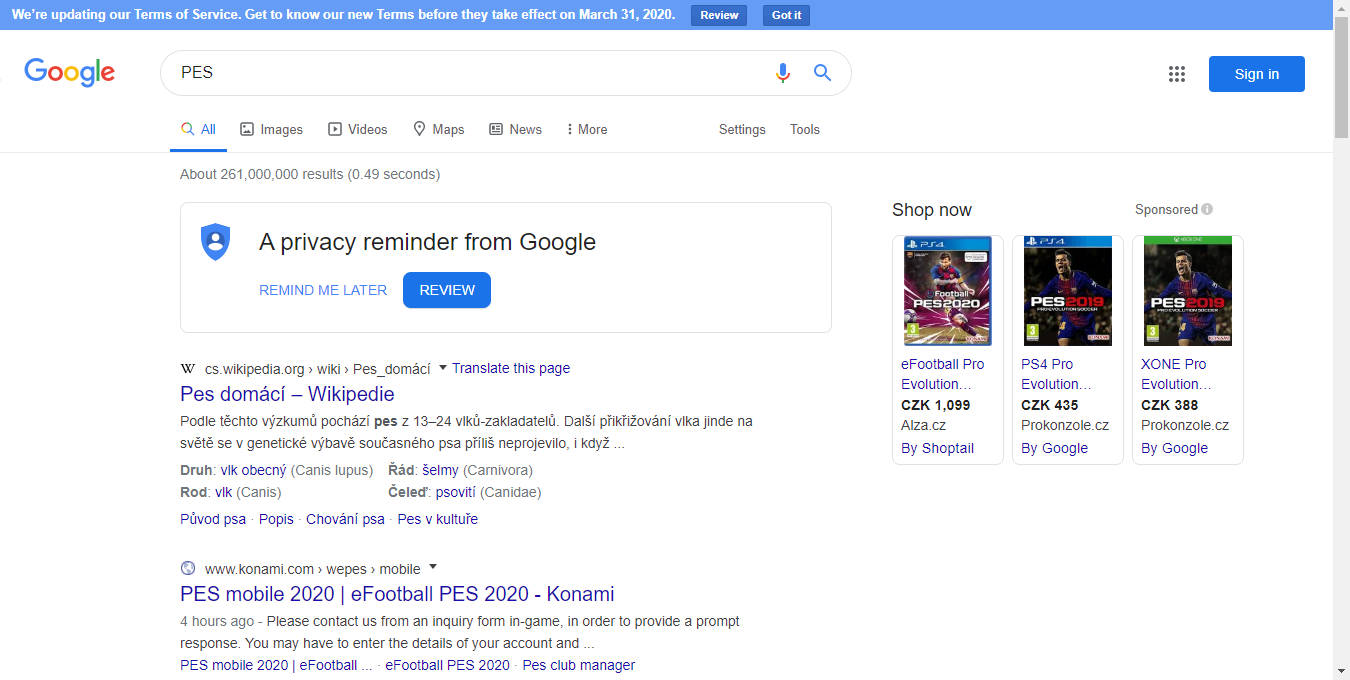 We're updating our Terms of Service. Get to know our new Terms before they take effect on March 31, 2020. Review Got it
Google
PES
Sign in
All Images Videos Maps News More Settings Tools
About 261,000,000 results (0.49 seconds)
A privacy reminder from Google
REMIND ME LATER REVIEW
cs.wikipedia.org › wiki › Pes_domácí Translate this page
Pes domácí – Wikipedie
Podle těchto výzkumů pochází pes z 13–24 vlků-zakladatelů. Další přikřižování vlka jinde na
světě se v genetické výbavě současného psa příliš neprojevilo, i když ...
Druh: vlk obecný (Canis lupus) Řád: šelmy (Carnivora)
Rod: vlk (Canis) Čeleď: psovití (Canidae)
Původ psa · Popis · Chování psa · Pes v kultuře
www.konami.com › wepes › mobile
PES mobile 2020 | eFootball PES 2020 - Konami
4 hours ago - Please contact us from an inquiry form in-game, in order to provide a prompt
response. You may have to enter the details of your account and ...
PES mobile 2020 | eFootball ... · eFootball PES 2020 · Pes club manager
Shop now Sponsored
PS4
Football
PES2020
3
KONAMI
eFootball Pro
Evolution...
CZK 1,099
Alza.cz
By Shoptail
PS4
PES2019
PRO EVOLUTION SOCCER
3
KONAMI
PS4 Pro
Evolution...
CZK 435
Prokonzole.cz
By Google
XBOX ONE
PES2019
PRO EVOLUTION SOCCER
3
KONAMI
XONE Pro
Evolution...
CZK 388
Prokonzole.cz
By Google